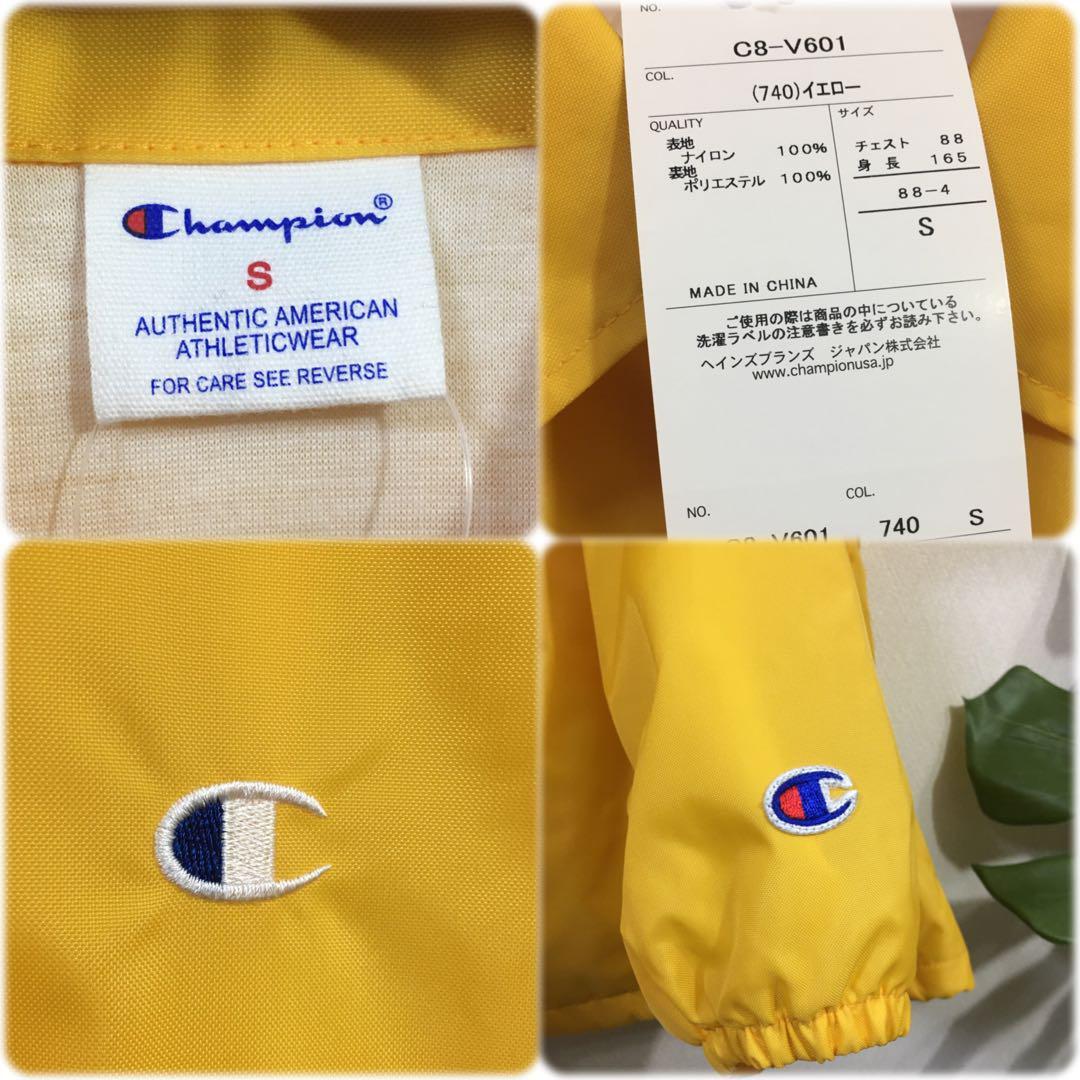 Champion®
S
AUTHENTIC AMERICAN
ATHLETICWEAR
FOR CARE SEE REVERSE
NO.
C8-V601
COL.
(740)イエロー
QUALITY
表地
ナイロン 100%
裏地
ポリエステル 100%
サイズ
チェスト 88
身 長 165
88-4
S
MADE IN CHINA
ご使用の際は商品の中についている
洗濯ラベルの注意書きを必ずお読み下さい。
ヘインズブランズ ジャパン株式会社
www.championusa.jp
NO. COL.
C8-V601 740 S